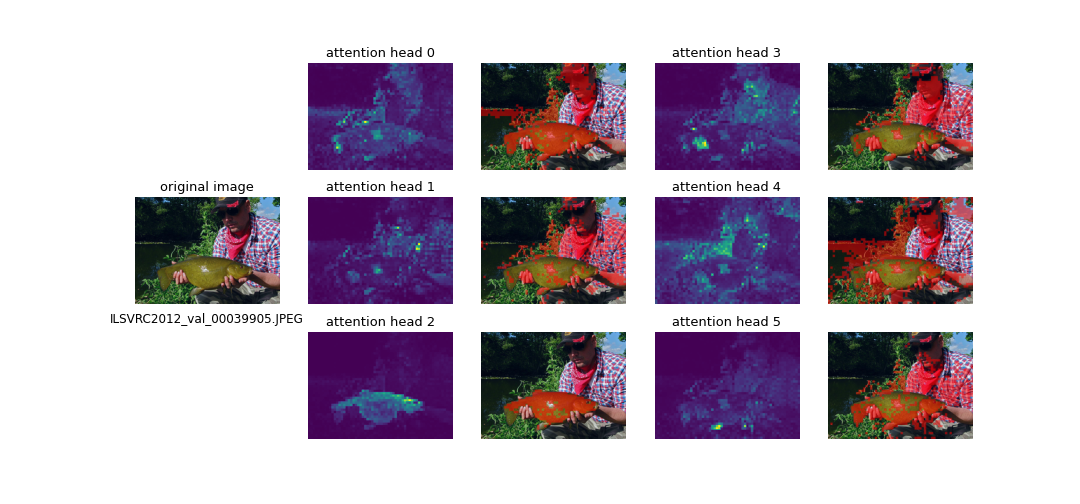 attention head 0
attention head 3
original image
attention head 1
attention head 4
ILSVRC2012_val_00039905.JPEG
attention head 2
attention head 5